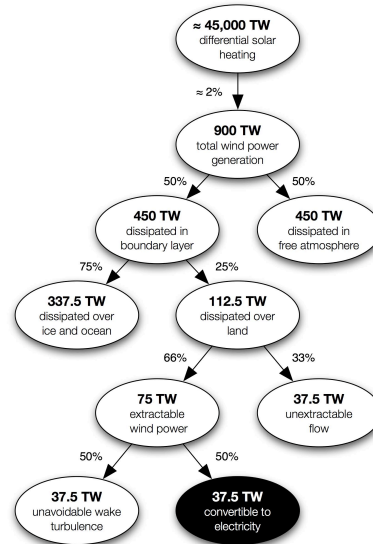 ≈ 45,000 TW
differential solar
heating
≈ 2%
900 TW
total wind power
generation
50%
50%
450 TW
dissipated in
boundary layer
450 TW
dissipated in
free atmosphere
75%
25%
337.5 TW
dissipated over
ice and ocean
112.5 TW
dissipated over
land
66%
33%
75 TW
extractable
wind power
37.5 TW
unextractable
flow
50%
50%
37.5 TW
unavoidable wake
turbulence
37.5 TW
convertible to
electricity